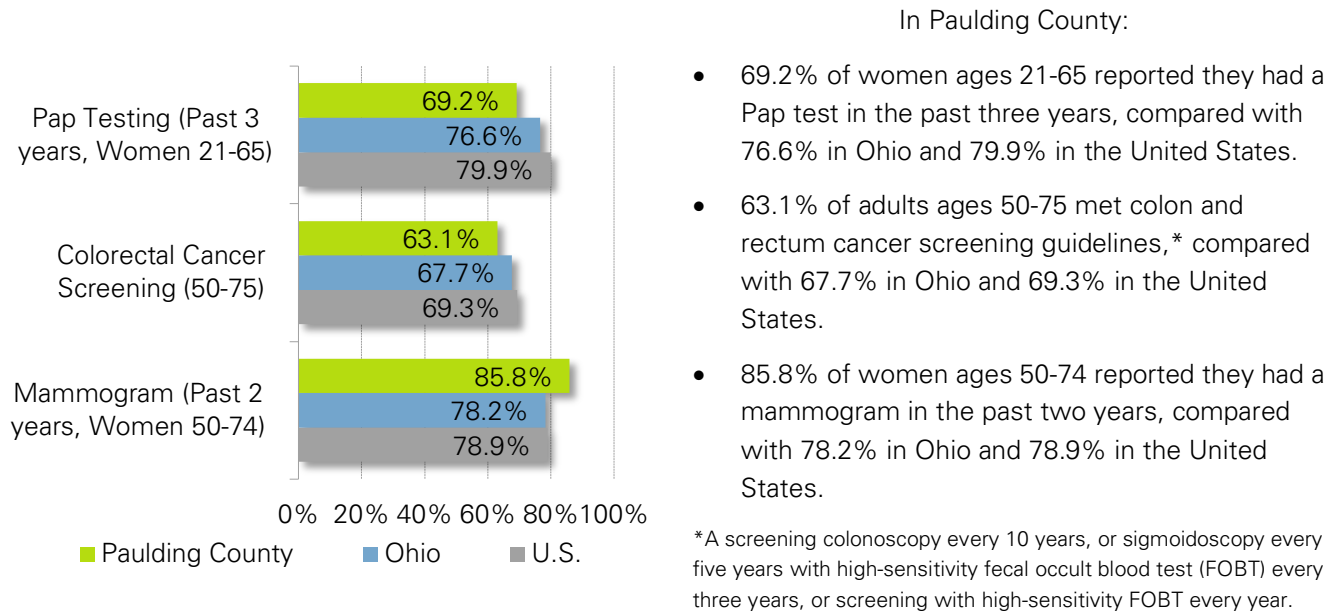 Pap Testing (Past 3
years, Women 21-65)
69.2%
76.6%
79.9%
Colorectal Cancer
Screening (50-75)
63.1%
67.7%
69.3%
Mammogram (Past 2
years, Women 50-74)
85.8%
78.2%
78.9%
0% 20% 40% 60% 80% 100%
Paulding County Ohio U.S.
In Paulding County:
• 69.2% of women ages 21-65 reported they had a
Pap test in the past three years, compared with
76.6% in Ohio and 79.9% in the United States.
• 63.1% of adults ages 50-75 met colon and
rectum cancer screening guidelines,* compared
with 67.7% in Ohio and 69.3% in the United
States.
• 85.8% of women ages 50-74 reported they had a
mammogram in the past two years, compared
with 78.2% in Ohio and 78.9% in the United
States.
*A screening colonoscopy every 10 years, or sigmoidoscopy every
five years with high-sensitivity fecal occult blood test (FOBT) every
three years, or screening with high-sensitivity FOBT every year.